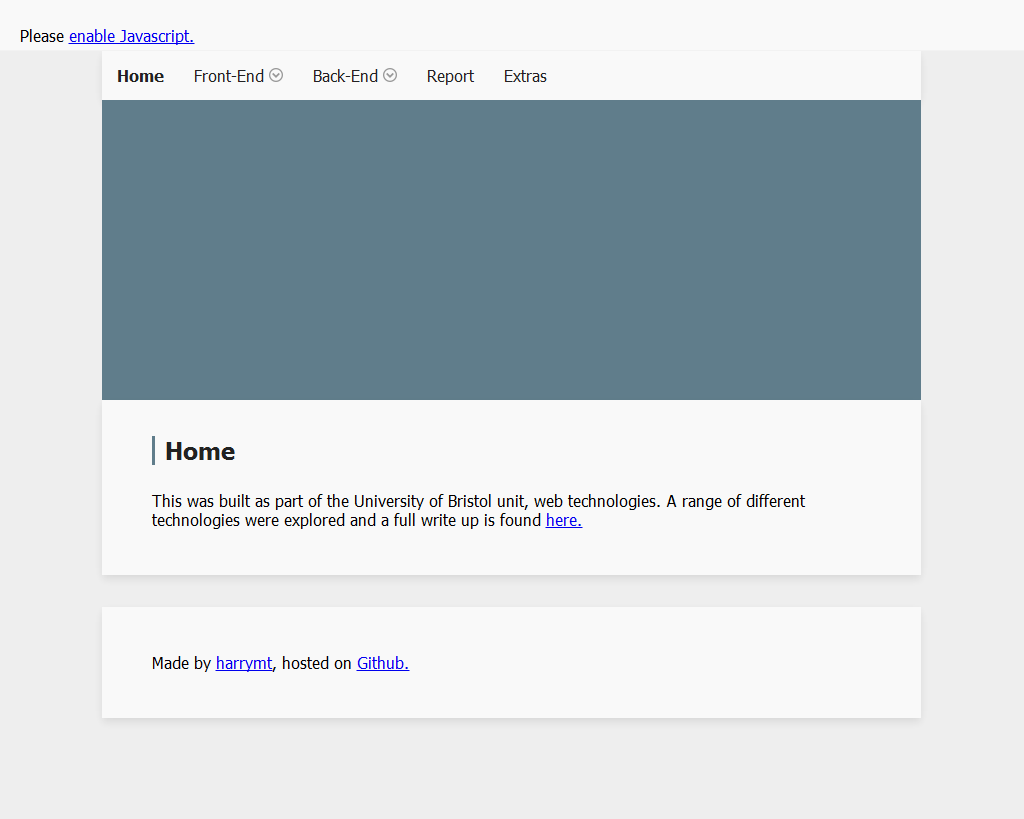 Please enable Javascript.
Home Front-End Back-End Report Extras
Home
This was built as part of the University of Bristol unit, web technologies. A range of different
technologies were explored and a full write up is found here.
Made by harrymt, hosted on Github.